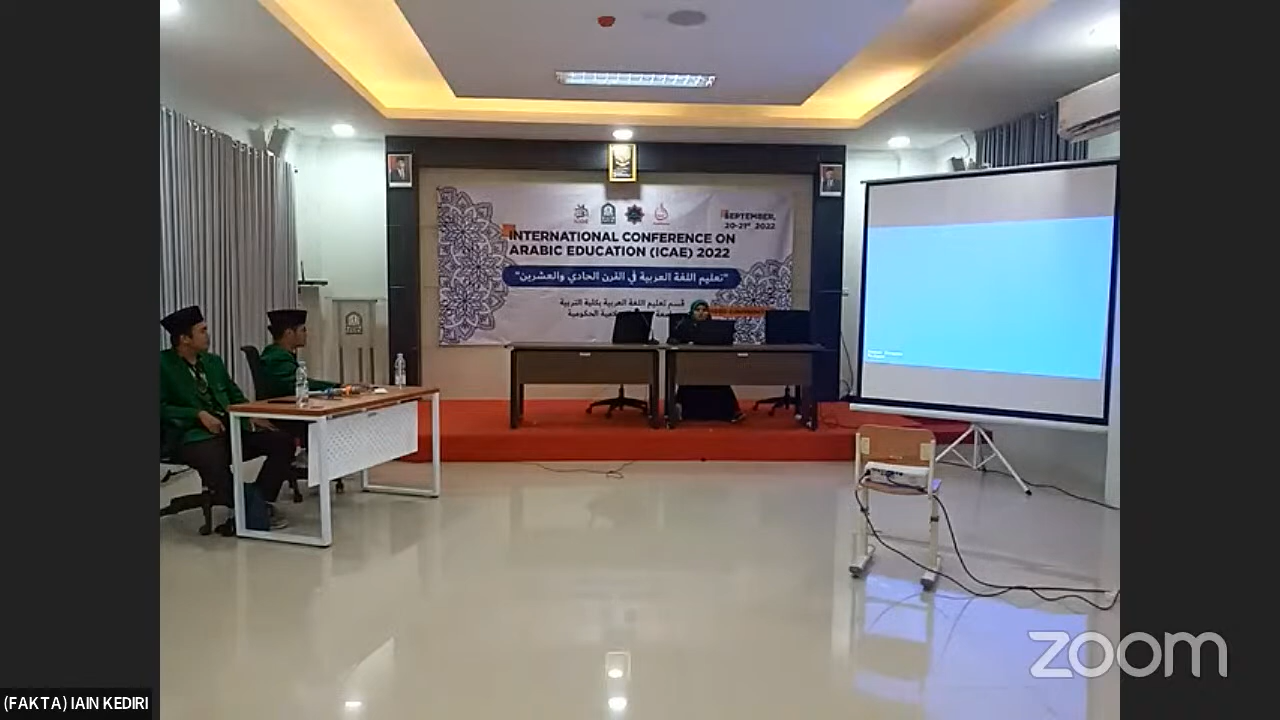 SEPTEMBER,
20-21ST 2022
INTERNATIONAL CONFERENCE ON
ARABIC EDUCATION (ICAE) 2022
"تعليم اللغة العربية في القرن الحادي والعشرين"
قسم تعليم اللغة العربية بكلية التربية
الحكومية
zoom
(FAKTA) IAIN KEDIRI